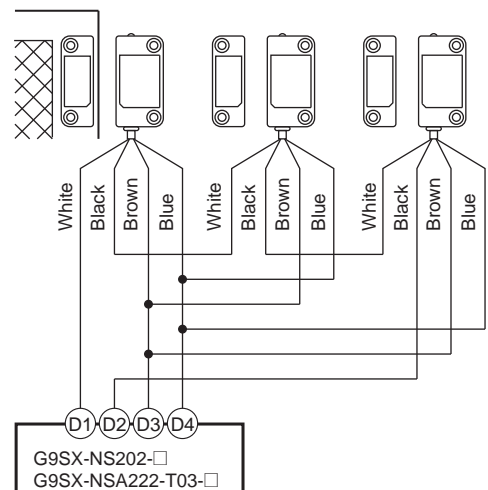 White Black Brown Blue White Black Brown Blue White Black Brown Blue
D1 D2 D3 D4
G9SX-NS202-□
G9SX-NSA222-T03-□